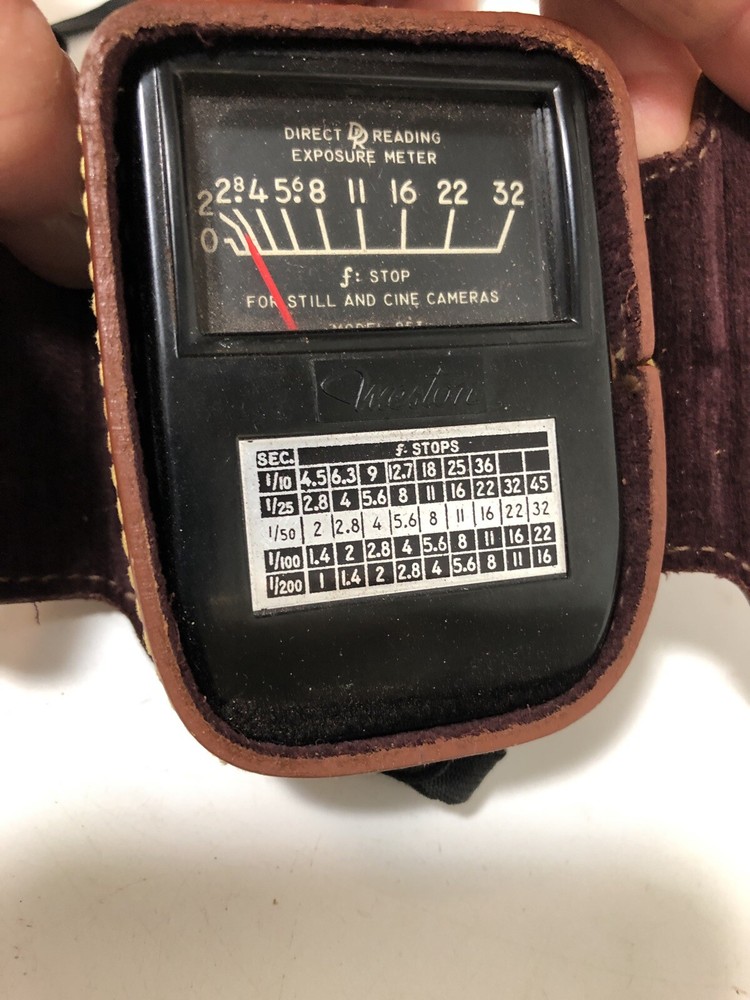 DIRECT DR READING
EXPOSURE METER
2 2.8 4 5.6 8 11 16 22 32
0
f: STOP
FOR STILL AND CINE CAMERAS
Weston
SEC. f-STOPS
1/10 4.5 6.3 9 12.7 18 25 36
1/25 2.8 4 5.6 8 11 16 22 32 45
1/50 2 2.8 4 5.6 8 11 16 22 32
1/100 1.4 2 2.8 4 5.6 8 11 16 22
1/200 1 1.4 2 2.8 4 5.6 8 11 16